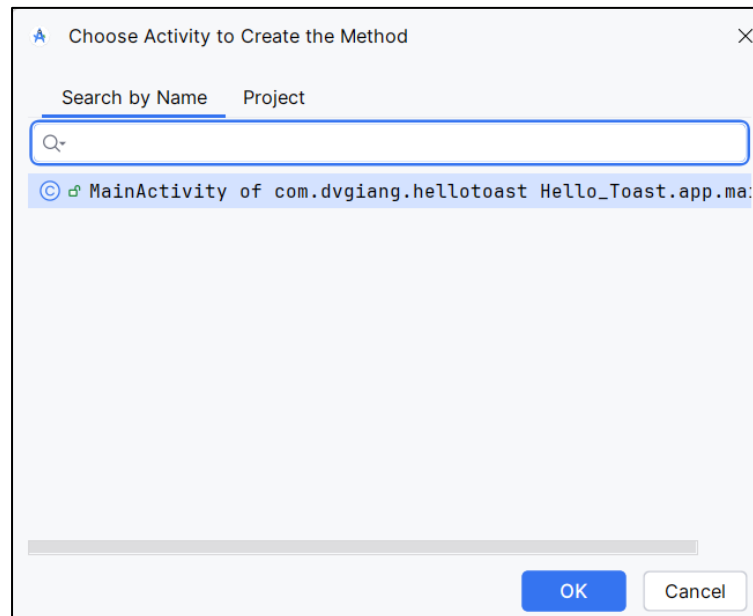 Choose Activity to Create the Method
Search by Name Project
MainActivity of com.dvgiang.hellotoast Hello_Toast.app.ma
OK Cancel